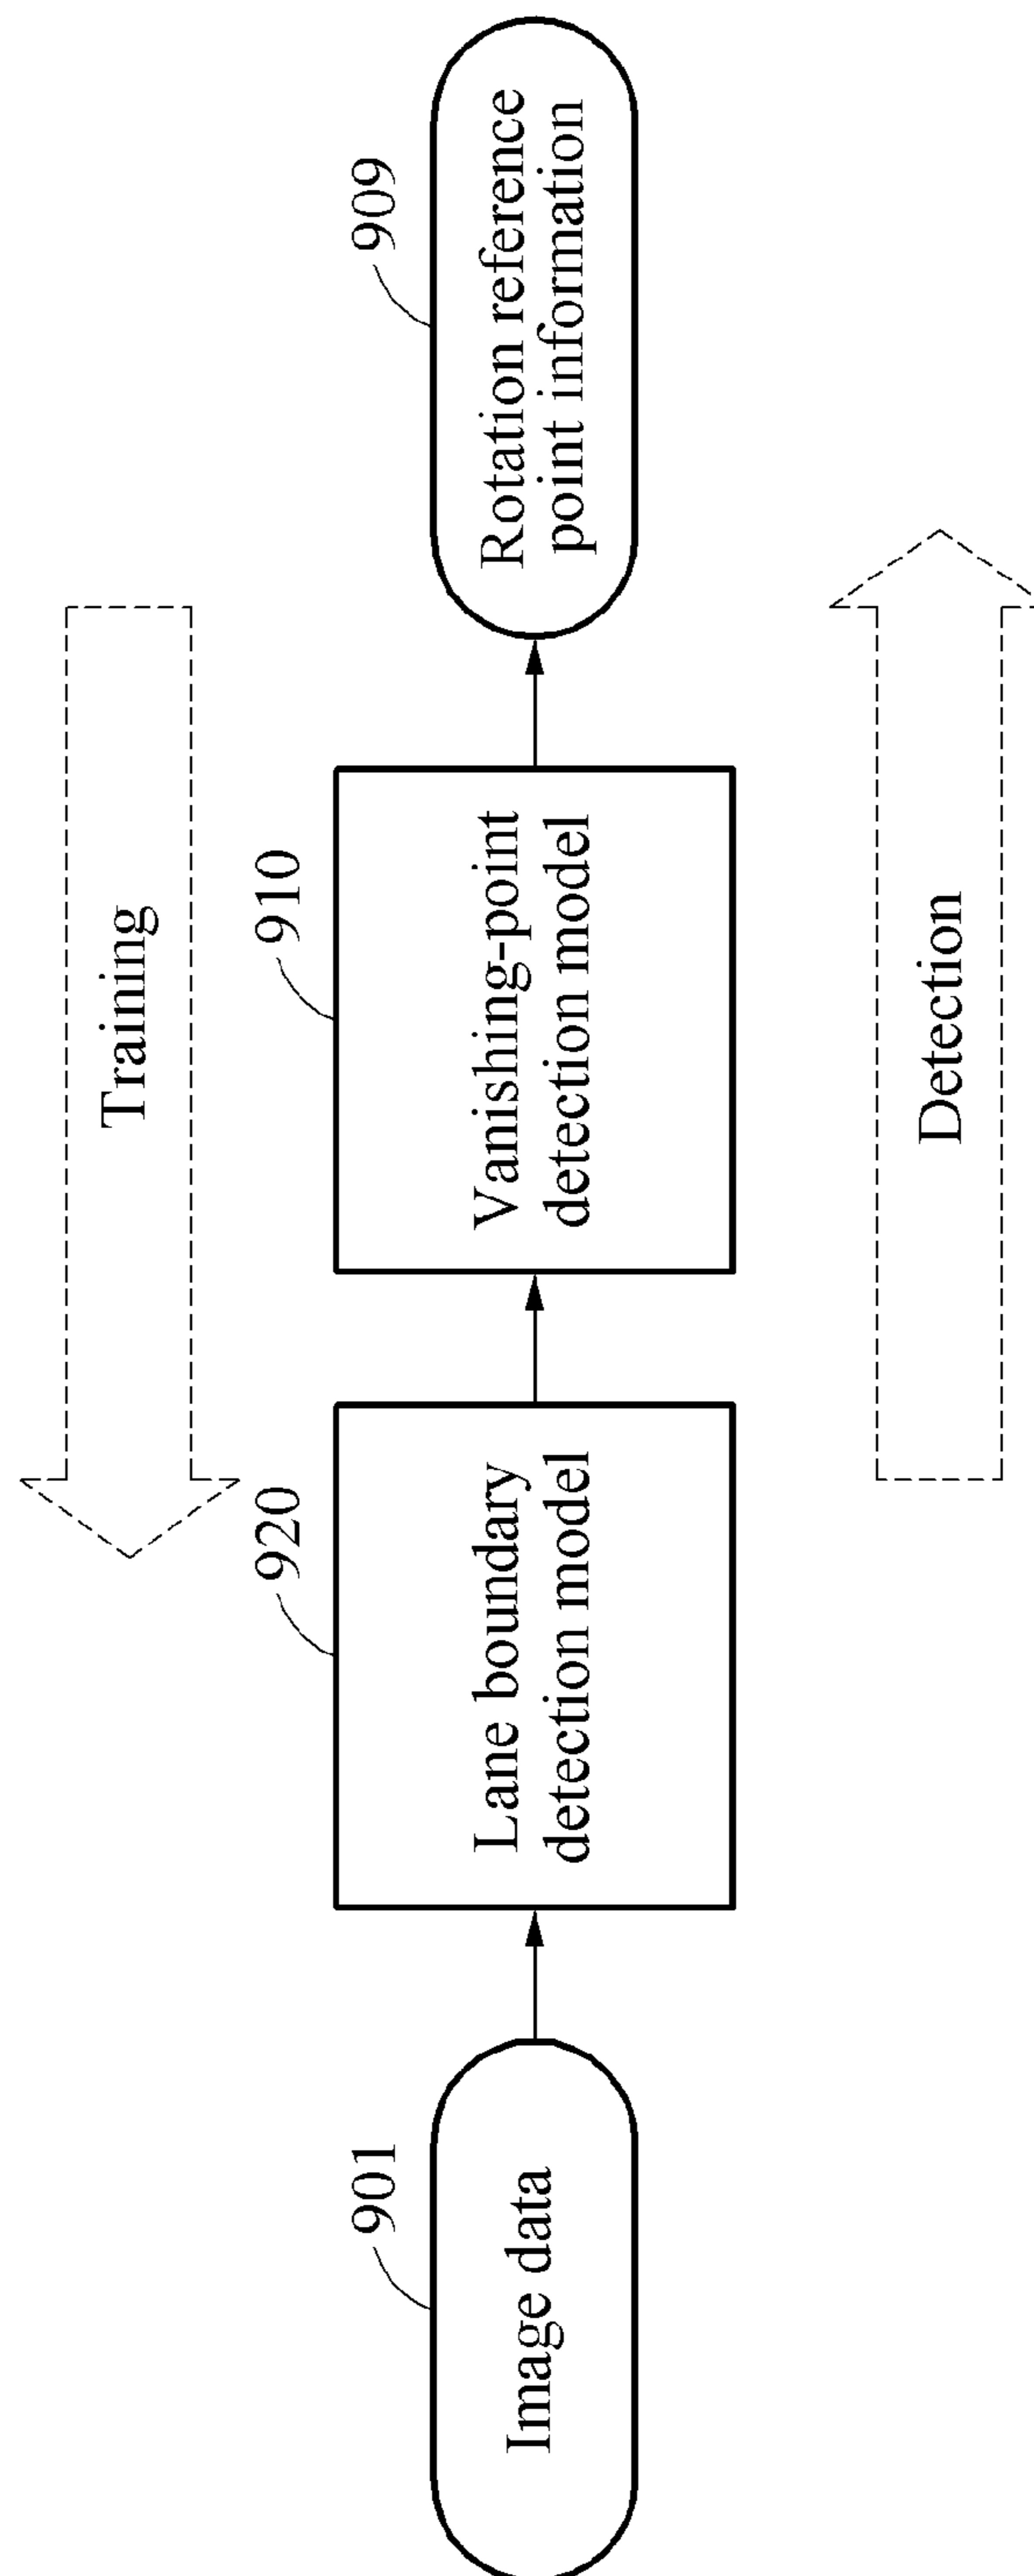 Training
901
Image data
920
Lane boundary
detection model
910
Vanishing-point
detection model
909
Rotation reference
point information
Detection